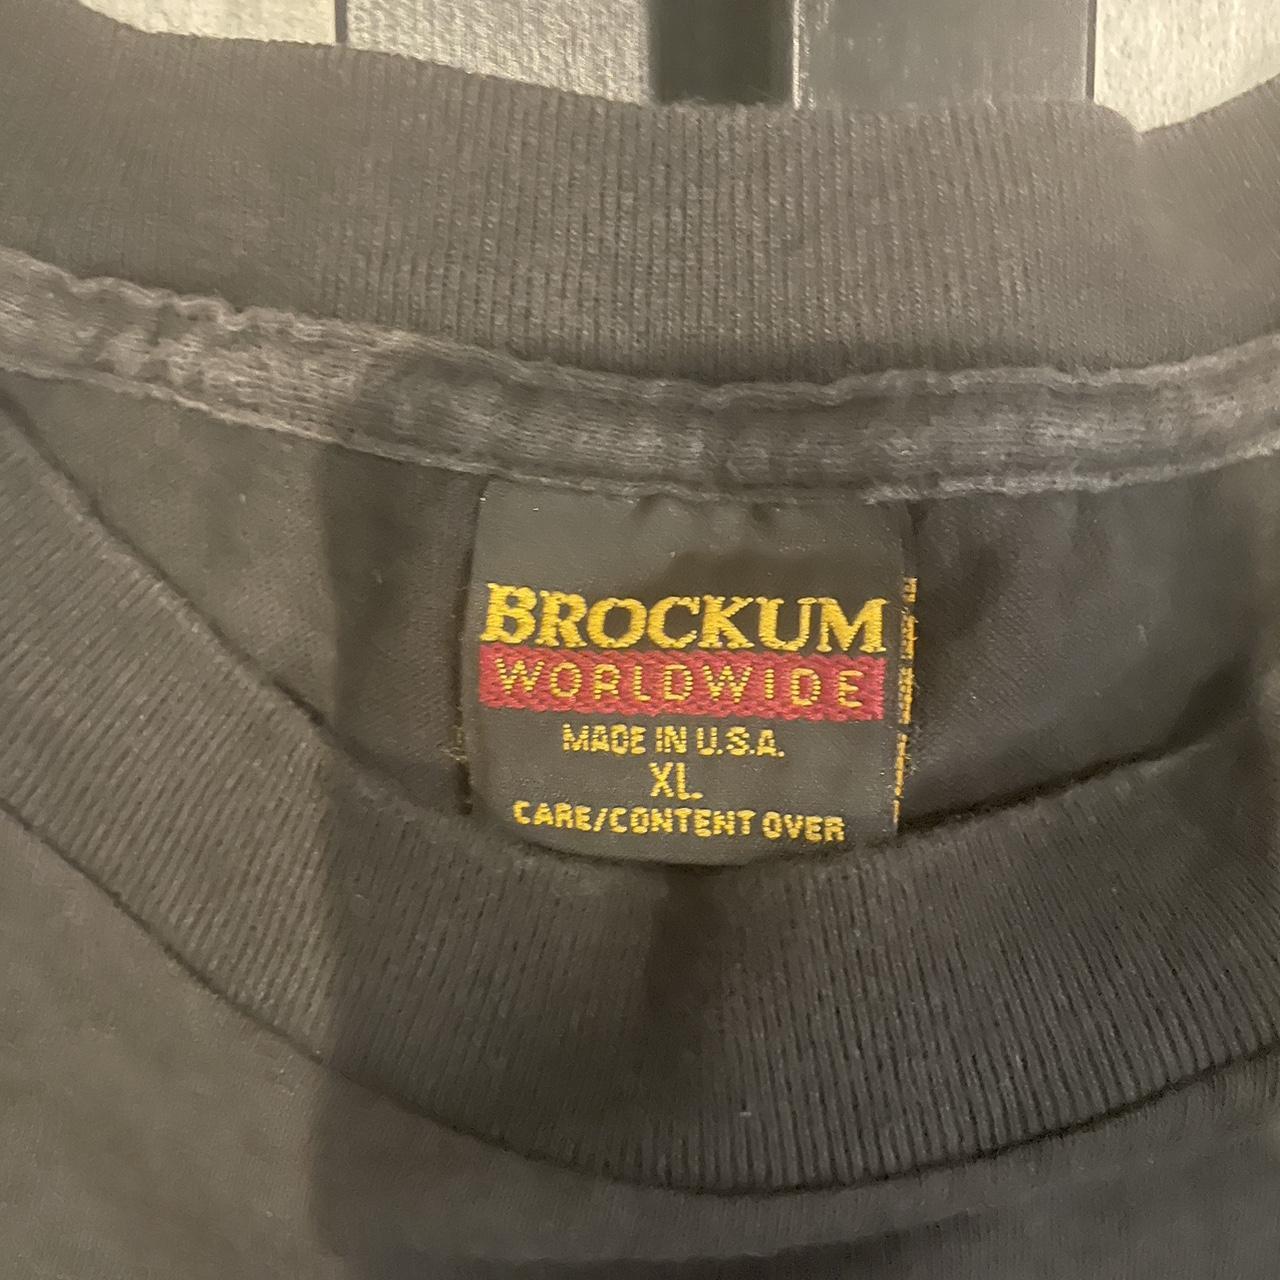 BROCKUM
WORLDWIDE
MADE IN U.S.A.
XL
CARE/CONTENT OVER